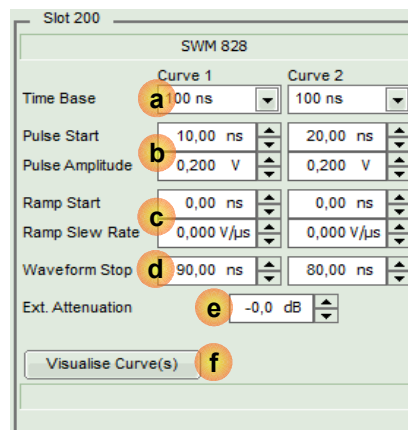 Slot 200
SWM 828
Curve 1 Curve 2
Time Base a 100 ns 100 ns
Pulse Start 10,00 ns 20,00 ns
b
Pulse Amplitude 0,200 V 0,200 V
Ramp Start 0,00 ns 0,00 ns
c
Ramp Slew Rate 0,000 V/µs 0,000 V/µs
Waveform Stop d 90,00 ns 80,00 ns
Ext. Attenuation e -0,0 dB
Visualise Curve(s) f